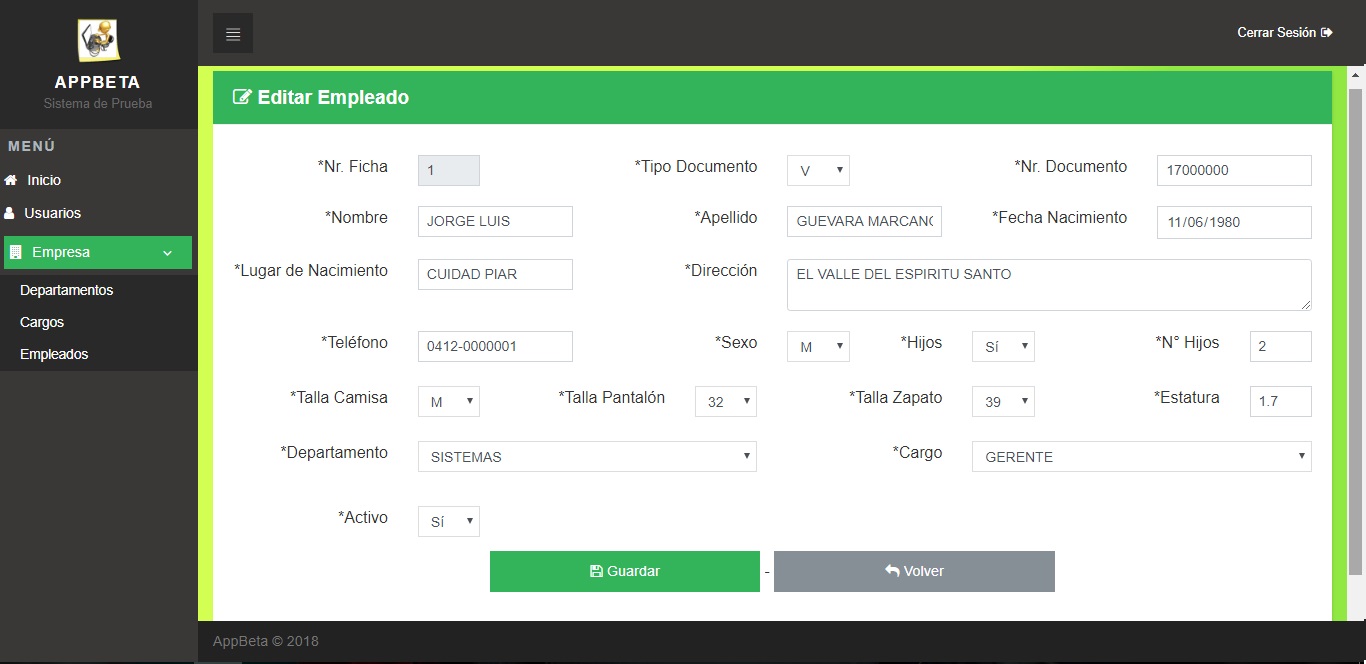 APPBETA
Sistema de Prueba
Cerrar Sesión
MENÚ
Inicio
Usuarios
Empresa
Departamentos
Cargos
Empleados
Editar Empleado
*Nr. Ficha 1 *Tipo Documento V *Nr. Documento 17000000
*Nombre JORGE LUIS *Apellido GUEVARA MARCANO *Fecha Nacimiento 11/06/1980
*Lugar de Nacimiento CUIDAD PIAR *Dirección EL VALLE DEL ESPIRITU SANTO
*Teléfono 0412-0000001 *Sexo M *Hijos Sí *N° Hijos 2
*Talla Camisa M *Talla Pantalón 32 *Talla Zapato 39 *Estatura 1.7
*Departamento SISTEMAS *Cargo GERENTE
*Activo Sí
Guardar - Volver
AppBeta © 2018